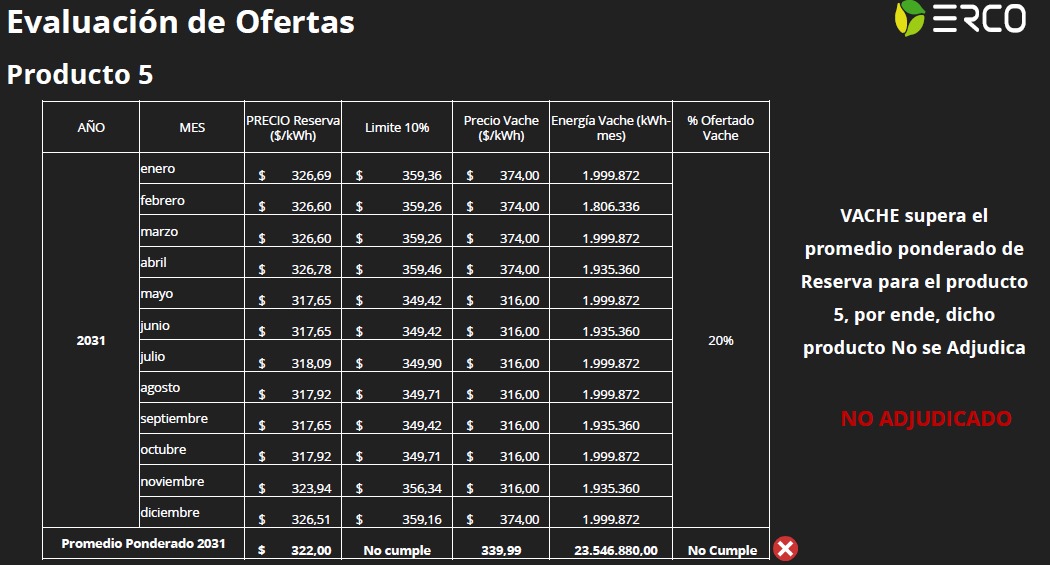 Evaluación de Ofertas
ERCO
Producto 5
AÑO MES PRECIO Reserva ($/kWh) Limite 10% Precio Vache ($/kWh) Energía Vache (kWh-mes) % Ofertado Vache
enero $ 326,69 $ 359,36 $ 374,00 1.999.872
febrero $ 326,60 $ 359,26 $ 374,00 1.806.336
marzo $ 326,60 $ 359,26 $ 374,00 1.999.872
abril $ 326,78 $ 359,46 $ 374,00 1.935.360
mayo $ 317,65 $ 349,42 $ 316,00 1.999.872
junio $ 317,65 $ 349,42 $ 316,00 1.935.360
2031 20%
julio $ 318,09 $ 349,90 $ 316,00 1.999.872
agosto $ 317,92 $ 349,71 $ 316,00 1.999.872
septiembre $ 317,65 $ 349,42 $ 316,00 1.935.360
octubre $ 317,92 $ 349,71 $ 316,00 1.999.872
noviembre $ 323,94 $ 356,34 $ 316,00 1.935.360
diciembre $ 326,51 $ 359,16 $ 374,00 1.999.872
Promedio Ponderado 2031 $ 322,00 No cumple 339,99 23.546.880,00 No Cumple
VACHE supera el
promedio ponderado de
Reserva para el producto
5, por ende, dicho
producto No se Adjudica
NO ADJUDICADO